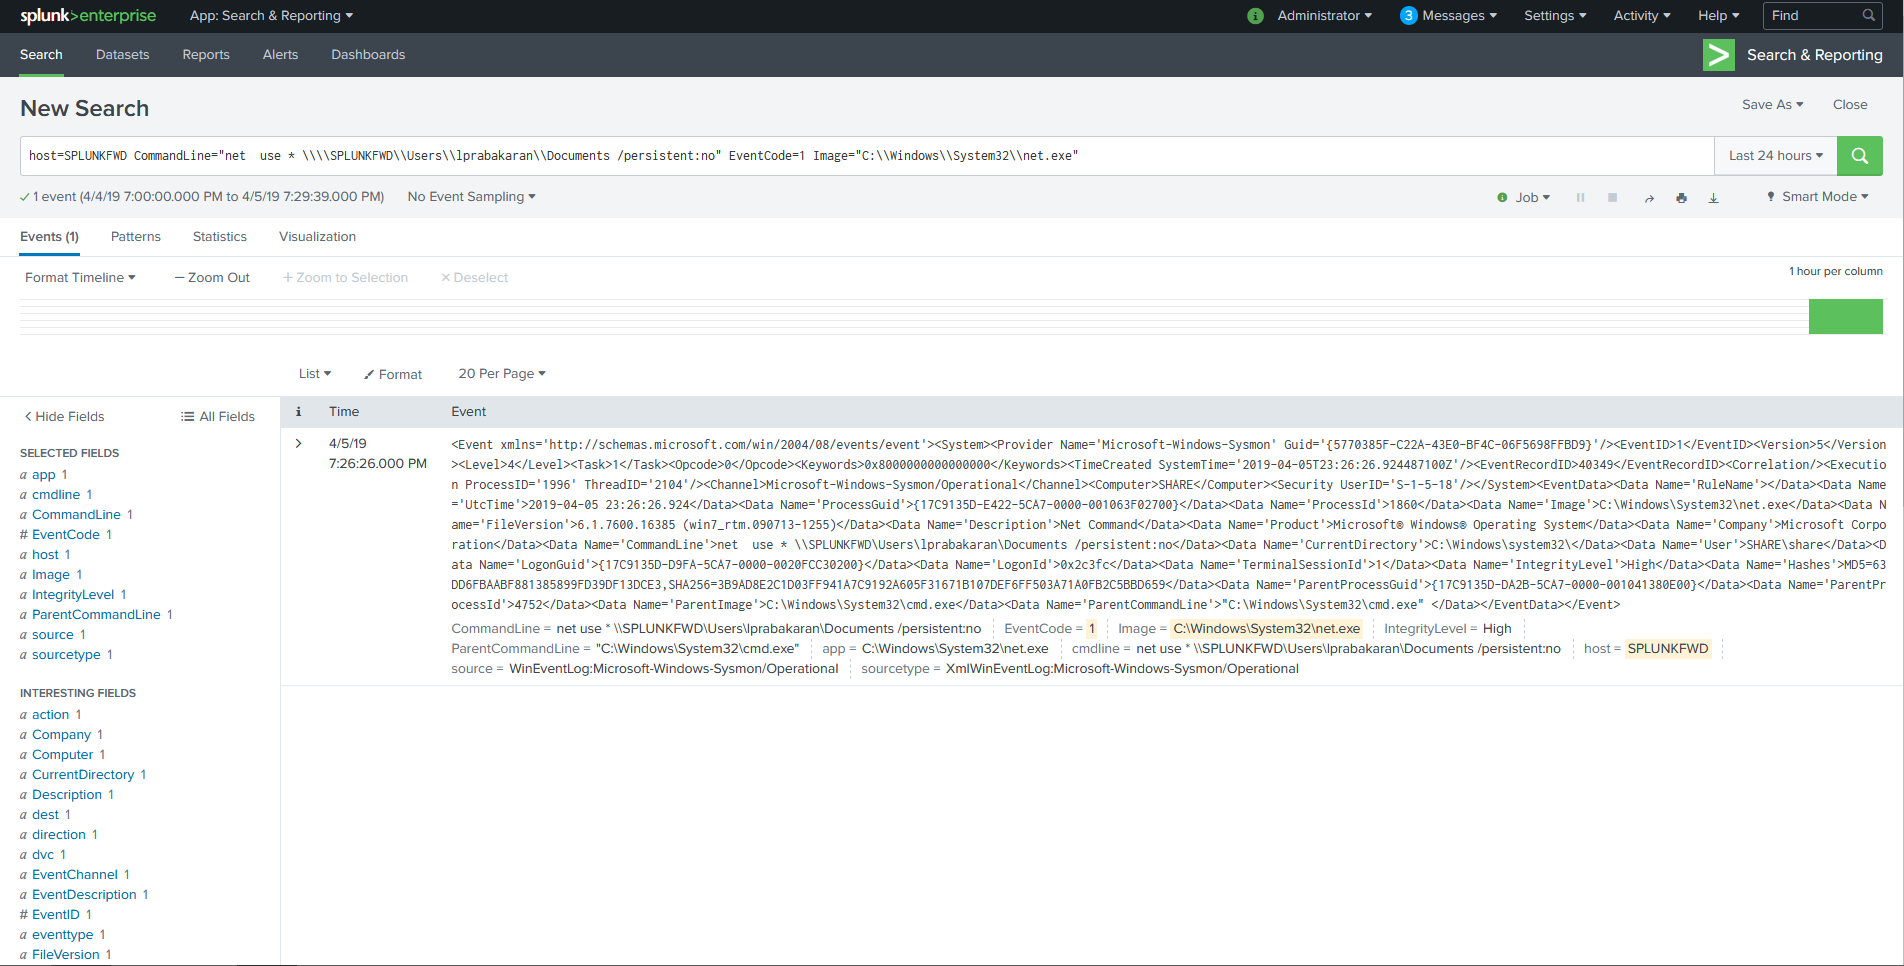 splunk>enterprise App: Search & Reporting i Administrator 3 Messages Settings Activity Help Find
Search Datasets Reports Alerts Dashboards Search & Reporting
New Search Save As Close
host=SPLUNKFWD CommandLine="net  use * \\\\SPLUNKFWD\\Users\\lprabakaran\\Documents /persistent:no" EventCode=1 Image="C:\\Windows\\System32\\net.exe" Last 24 hours
1 event (4/4/19 7:00:00.000 PM to 4/5/19 7:29:39.000 PM) No Event Sampling Job Smart Mode
Events (1) Patterns Statistics Visualization
Format Timeline — Zoom Out + Zoom to Selection × Deselect 1 hour per column
List Format 20 Per Page
< Hide Fields All Fields
SELECTED FIELDS
a app 1
a cmdline 1
a CommandLine 1
# EventCode 1
a host 1
a Image 1
a IntegrityLevel 1
a ParentCommandLine 1
a source 1
a sourcetype 1
INTERESTING FIELDS
a action 1
a Company 1
a Computer 1
a CurrentDirectory 1
a Description 1
a dest 1
a direction 1
a dvc 1
a EventChannel 1
a EventDescription 1
# EventID 1
a eventtype 1
a FileVersion 1
i Time Event
> 4/5/19
7:26:26.000 PM
<Event xmlns='http://schemas.microsoft.com/win/2004/08/events/event'><System><Provider Name='Microsoft-Windows-Sysmon' Guid='{5770385F-C22A-43E0-BF4C-06F5698FFBD9}'/><EventID>1</EventID><Version>5</Version
><Level>4</Level><Task>1</Task><Opcode>0</Opcode><Keywords>0x8000000000000000</Keywords><TimeCreated SystemTime='2019-04-05T23:26:26.924487100Z'/><EventRecordID>40349</EventRecordID><Correlation/><Executio
n ProcessID='1996' ThreadID='2104'/><Channel>Microsoft-Windows-Sysmon/Operational</Channel><Computer>SHARE</Computer><Security UserID='S-1-5-18'/></System><EventData><Data Name='RuleName'></Data><Data Name
='UtcTime'>2019-04-05 23:26:26.924</Data><Data Name='ProcessGuid'>{17C9135D-E422-5CA7-0000-001063F02700}</Data><Data Name='ProcessId'>1860</Data><Data Name='Image'>C:\Windows\System32\net.exe</Data><Data N
ame='FileVersion'>6.1.7600.16385 (win7_rtm.090713-1255)</Data><Data Name='Description'>Net Command</Data><Data Name='Product'>Microsoft® Windows® Operating System</Data><Data Name='Company'>Microsoft Corpo
ration</Data><Data Name='CommandLine'>net  use * \\SPLUNKFWD\Users\lprabakaran\Documents /persistent:no</Data><Data Name='CurrentDirectory'>C:\Windows\system32\</Data><Data Name='User'>SHARE\share</Data><D
ata Name='LogonGuid'>{17C9135D-D9FA-5CA7-0000-0020FCC30200}</Data><Data Name='LogonId'>0x2c3fc</Data><Data Name='TerminalSessionId'>1</Data><Data Name='IntegrityLevel'>High</Data><Data Name='Hashes'>MD5=63
DD6FBAABF881385899FD39DF13DCE3,SHA256=3B9AD8E2C1D03FF941A7C9192A605F31671B107DEF6FF503A71A0FB2C5BBD659</Data><Data Name='ParentProcessGuid'>{17C9135D-DA2B-5CA7-0000-001041380E00}</Data><Data Name='ParentPr
ocessId'>4752</Data><Data Name='ParentImage'>C:\Windows\System32\cmd.exe</Data><Data Name='ParentCommandLine'>"C:\Windows\System32\cmd.exe" </Data></EventData></Event>
CommandLine = net use * \\SPLUNKFWD\Users\lprabakaran\Documents /persistent:no EventCode = 1 Image = C:\Windows\System32\net.exe IntegrityLevel = High
ParentCommandLine = "C:\Windows\System32\cmd.exe" app = C:\Windows\System32\net.exe cmdline = net use * \\SPLUNKFWD\Users\lprabakaran\Documents /persistent:no host = SPLUNKFWD
source = WinEventLog:Microsoft-Windows-Sysmon/Operational sourcetype = XmlWinEventLog:Microsoft-Windows-Sysmon/Operational